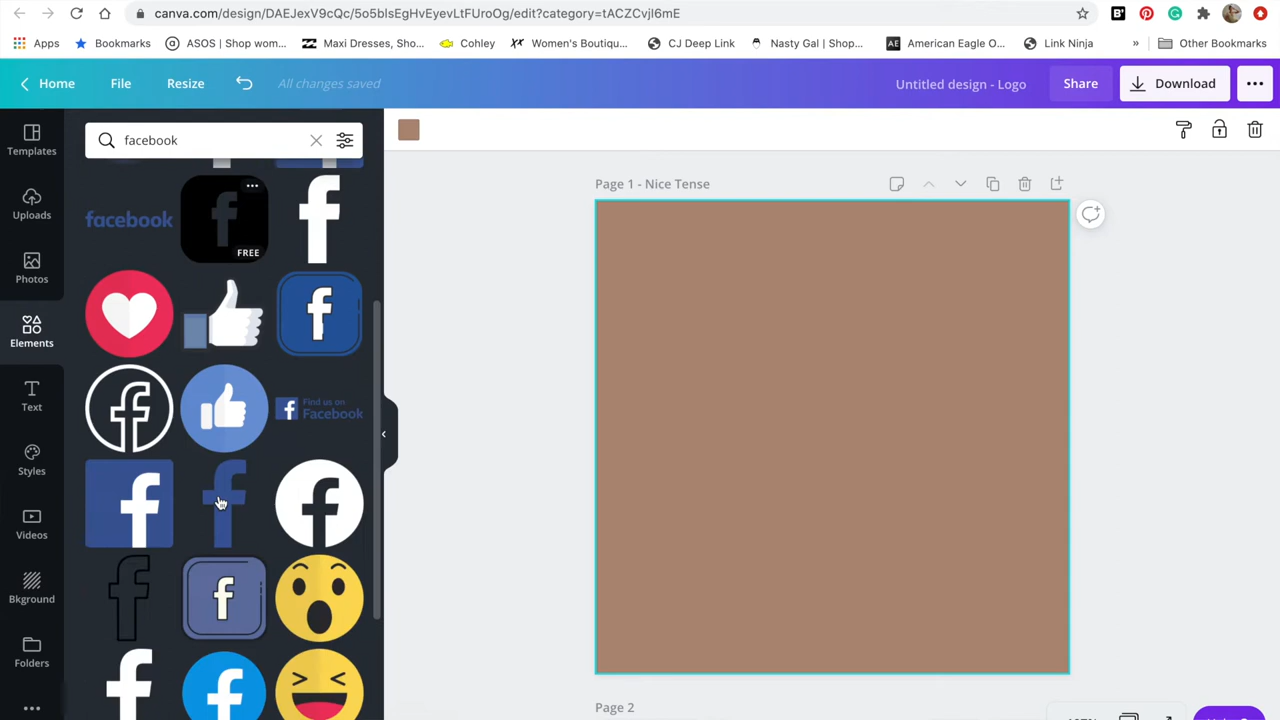 canva.com/design/DAEJexV9cQc/5o5blsEgHvEyevLtFUroOg/edit?category=tACZCvjI6mE
Apps
Bookmarks
ASOS | Shop wom...
Maxi Dresses, Sho...
Cohley
Women's Boutiqu...
CJ Deep Link
Nasty Gal | Shop...
AE
American Eagle O...
Link Ninja
»
Other Bookmarks
Home
File
Resize
All changes saved
Untitled design - Logo
Share
Download
Templates
Uploads
Photos
Elements
Text
Styles
Videos
Bkground
Folders
facebook
facebook
FREE
Find us on
Facebook
Page 1 - Nice Tense
Page 2